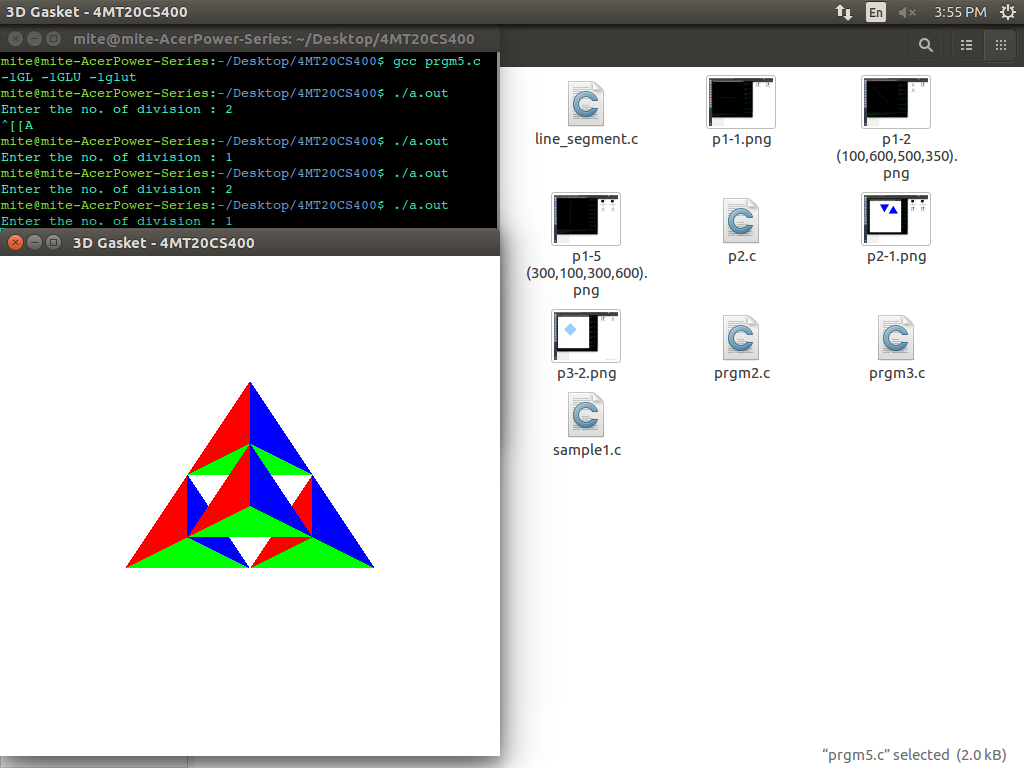 3D Gasket - 4MT20CS400
En
3:55 PM
mite@mite-AcerPower-Series: ~/Desktop/4MT20CS400
mite@mite-AcerPower-Series:~/Desktop/4MT20CS400$ gcc prgm5.c
-lGL -lGLU -lglut
mite@mite-AcerPower-Series:~/Desktop/4MT20CS400$ ./a.out
Enter the no. of division : 2
^[[A
mite@mite-AcerPower-Series:~/Desktop/4MT20CS400$ ./a.out
Enter the no. of division : 1
mite@mite-AcerPower-Series:~/Desktop/4MT20CS400$ ./a.out
Enter the no. of division : 2
mite@mite-AcerPower-Series:~/Desktop/4MT20CS400$ ./a.out
Enter the no. of division : 1
3D Gasket - 4MT20CS400
line_segment.c
p1-1.png
p1-2
(100,600,500,350).
png
p1-5
(300,100,300,600).
png
p2.c
p2-1.png
p3-2.png
prgm2.c
prgm3.c
sample1.c
“prgm5.c” selected (2.0 kB)